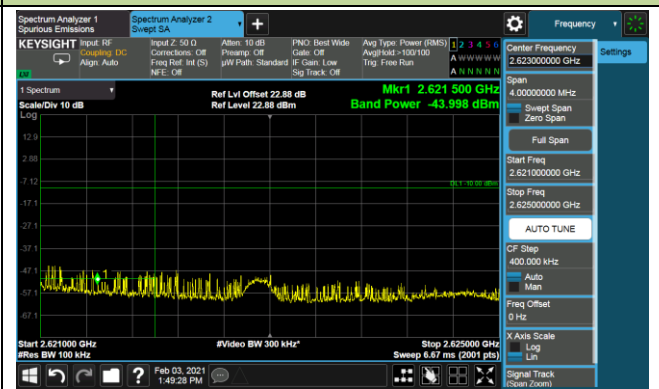 Spectrum Analyzer 1
Spurious Emissions
Spectrum Analyzer 2
Swept SA
Frequency
KEYSIGHT
Input: RF
Coupling: DC
Align: Auto
Input Z: 50 Ω
Corrections: Off
Freq Ref: Int (S)
NFE: Off
Atten: 10 dB
Preamp: Off
µW Path: Standard
PNO: Best Wide
Gate: Off
IF Gain: Low
Sig Track: Off
Avg Type: Power (RMS)
Avg|Hold:>100/100
Trig: Free Run
1 2 3 4 5 6
A W W W W W
A N N N N N
1 Spectrum
Scale/Div 10 dB
Log
Ref Lvl Offset 22.88 dB
Ref Level 22.88 dBm
Mkr1 2.621 500 GHz
Band Power -43.998 dBm
12.9
2.88
-7.12
-17.1
-27.1
-37.1
-47.1
-57.1
-67.1
DL1 -10.00 dBm
1
Start 2.621000 GHz
#Res BW 100 kHz
#Video BW 300 kHz*
Stop 2.625000 GHz
Sweep 6.67 ms (2001 pts)
Feb 03, 2021
1:49:28 PM
Center Frequency
2.623000000 GHz
Settings
Span
4.00000000 MHz
Swept Span
Zero Span
Full Span
Start Freq
2.621000000 GHz
Stop Freq
2.625000000 GHz
AUTO TUNE
CF Step
400.000 kHz
Auto
Man
Freq Offset
0 Hz
X Axis Scale
Log
Lin
Signal Track
(Span Zoom)